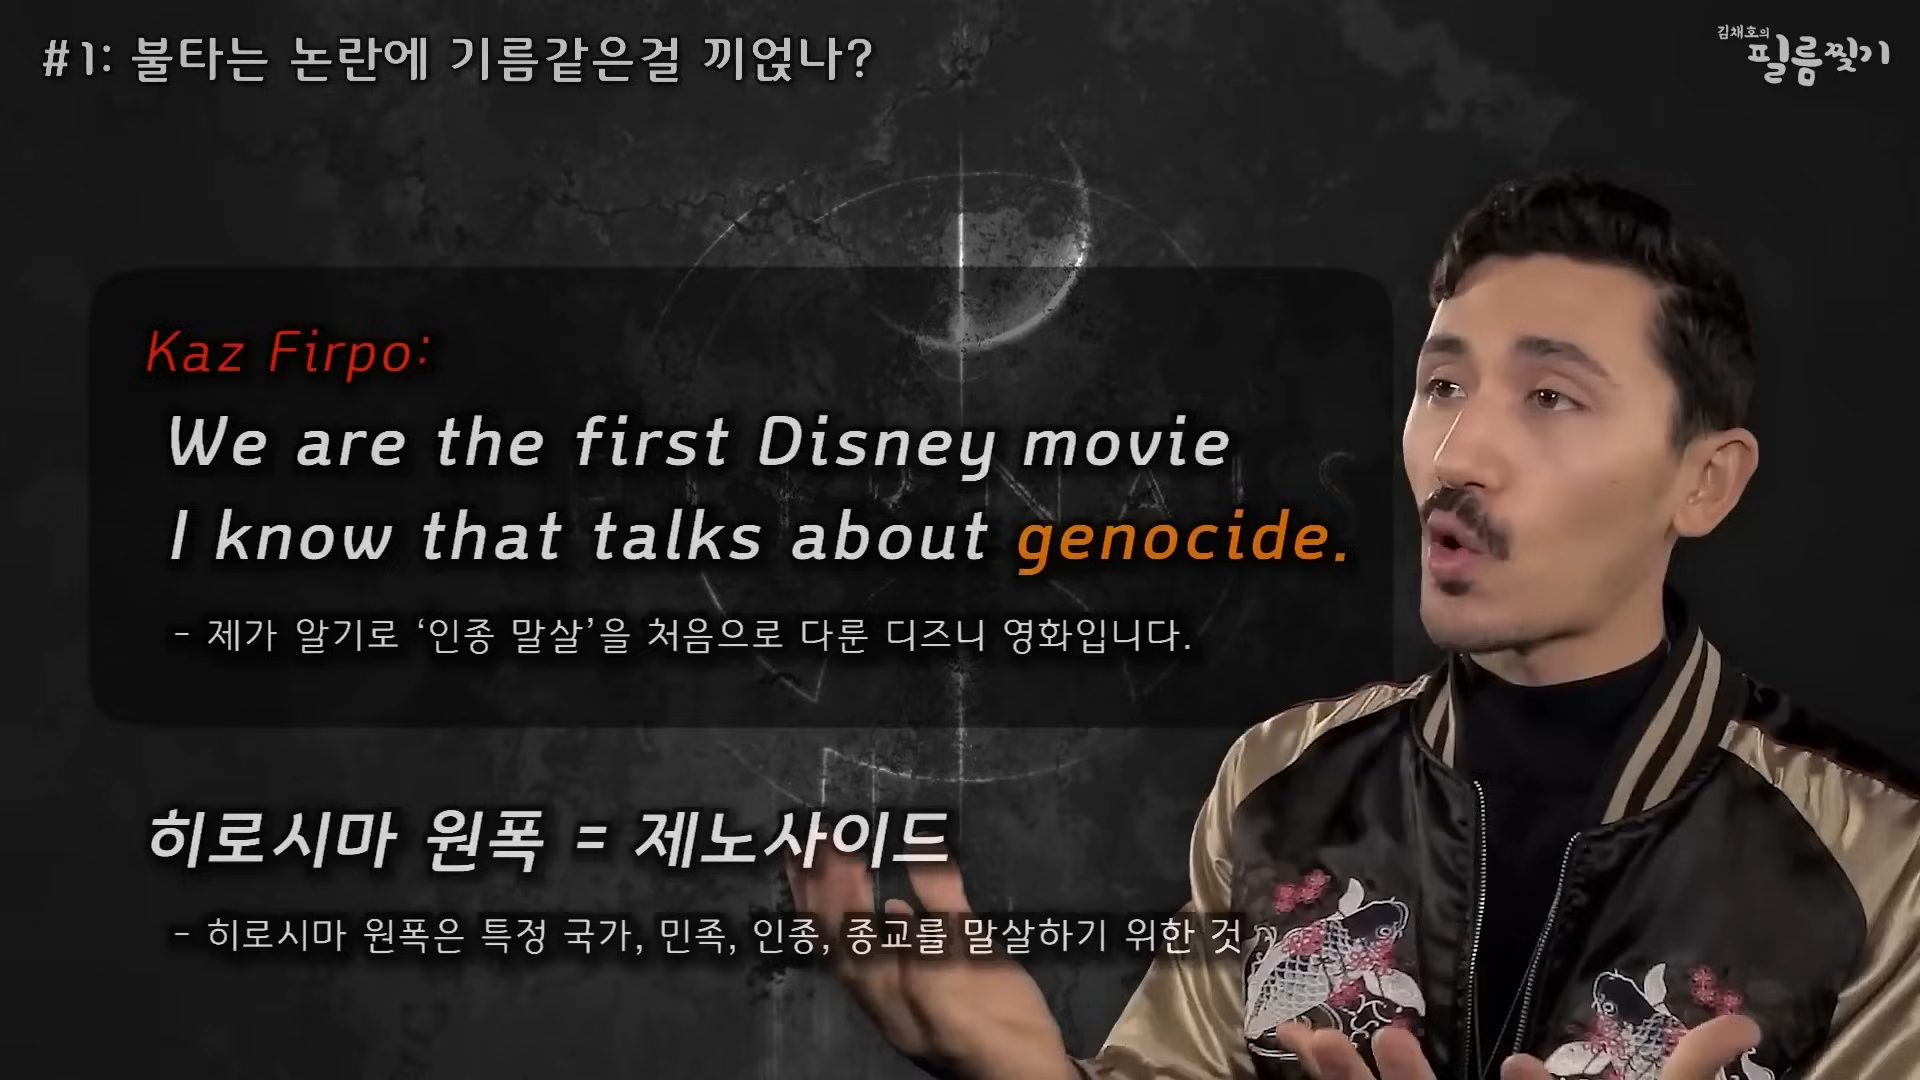 #1: 불타는 논란에 기름같은걸 끼얹나?
김채호의
필름찢기
Kaz Firpo:
We are the first Disney movie
I know that talks about genocide.
- 제가 알기로 ‘인종 말살’을 처음으로 다룬 디즈니 영화입니다.
히로시마 원폭 = 제노사이드
- 히로시마 원폭은 특정 국가, 민족, 인종, 종교를 말살하기 위한 것